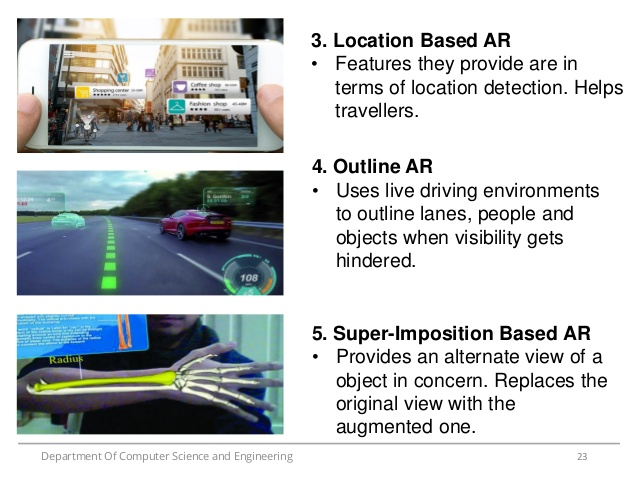 3. Location Based AR
• Features they provide are in
terms of location detection. Helps
travellers.
Shopping center
Coffee shop
Fashion shop
4. Outline AR
• Uses live driving environments
to outline lanes, people and
objects when visibility gets
hindered.
108
5. Super-Imposition Based AR
• Provides an alternate view of a
object in concern. Replaces the
original view with the
augmented one.
Radius
Department Of Computer Science and Engineering
23